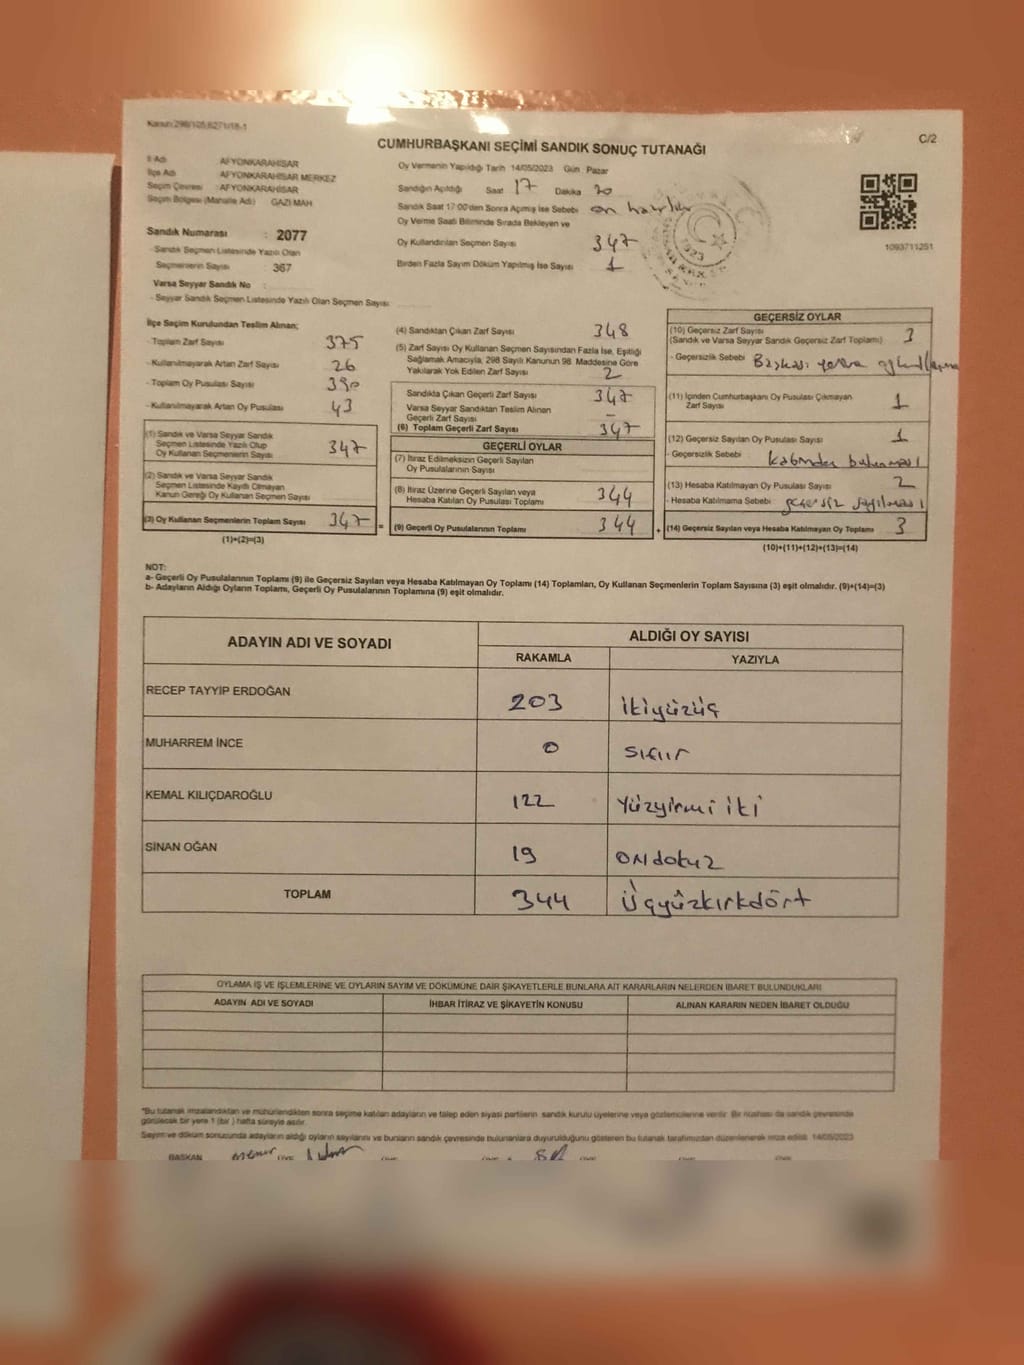 Kanun:298/105,6271/18-1
C/2
CUMHURBAŞKANI SEÇİMİ SANDIK SONUÇ TUTANAĞI
İl Adı AFYONKARAHİSAR
İlçe Adı AFYONKARAHİSAR MERKEZ
Seçim Çevresi : AFYONKARAHİSAR
Seçim Bölgesi (Mahalle Adı) GAZİ MAH
Sandık Numarası : 2077
- Sandık Seçmen Listesinde Yazılı Olan
Seçmenlerin Sayısı 367
Varsa Seyyar Sandık No
- Seyyar Sandık Seçmen Listesinde Yazılı Olan Seçmen Sayısı
Oy Vermenin Yapıldığı Tarih 14/05/2023 Gün Pazar
Sandığın Açıldığı Saat 17 Dakika 20
Sandık Saat 17:00'den Sonra Açılmış İse Sebebi
Oy Verme Saati Bitiminde Sırada Bekleyen ve
Oy Kullandırılan Seçmen Sayısı 347
Birden Fazla Sayım Döküm Yapılmış İse Sayısı 1
1093711251
İlçe Seçim Kurulundan Teslim Alınan;
- Toplam Zarf Sayısı 375
- Kullanılmayarak Artan Zarf Sayısı 26
- Toplam Oy Pusulası Sayısı 390
- Kullanılmayarak Artan Oy Pusulası 43
(1) Sandık ve Varsa Seyyar Sandık
Seçmen Listesinde Yazılı Olup
Oy Kullanan Seçmenlerin Sayısı 347
(2) Sandık ve Varsa Seyyar Sandık
Seçmen Listesinde Kayıtlı Olmayan
Kanun Gereği Oy Kullanan Seçmen Sayısı
(3) Oy Kullanan Seçmenlerin Toplam Sayısı 347 =
(1)+(2)=(3)
(4) Sandıktan Çıkan Zarf Sayısı 348
(5) Zarf Sayısı Oy Kullanan Seçmen Sayısından Fazla İse, Eşitliği
Sağlamak Amacıyla, 298 Sayılı Kanunun 98. Maddesine Göre
Yakılarak Yok Edilen Zarf Sayısı 2
Sandıkta Çıkan Geçerli Zarf Sayısı 347
Varsa Seyyar Sandıktan Teslim Alınan
Geçerli Zarf Sayısı –
(6) Toplam Geçerli Zarf Sayısı 347
GEÇERLİ OYLAR
(7) İtiraz Edilmeksizin Geçerli Sayılan
Oy Pusulalarının Sayısı
(8) İtiraz Üzerine Geçerli Sayılan veya
Hesaba Katılan Oy Pusulası Toplamı 344
(9) Geçerli Oy Pusulalarının Toplamı 344 +
GEÇERSİZ OYLAR
(10) Geçersiz Zarf Sayısı 3
(Sandık ve Varsa Seyyar Sandık Geçersiz Zarf Toplamı)
- Geçersizlik Sebebi
(11) İçinden Cumhurbaşkanı Oy Pusulası Çıkmayan
Zarf Sayısı 1
(12) Geçersiz Sayılan Oy Pusulası Sayısı 1
- Geçersizlik Sebebi kabinden bulunması
(13) Hesaba Katılmayan Oy Pusulası Sayısı 2
- Hesaba Katılmama Sebebi geçersiz sayılması
(14) Geçersiz Sayılan veya Hesaba Katılmayan Oy Toplamı 3
(10)+(11)+(12)+(13)=(14)
NOT:
a- Geçerli Oy Pusulalarının Toplamı (9) ile Geçersiz Sayılan veya Hesaba Katılmayan Oy Toplamı (14) Toplamları, Oy Kullanan Seçmenlerin Toplam Sayısına (3) eşit olmalıdır. (9)+(14)=(3)
b- Adayların Aldığı Oyların Toplamı, Geçerli Oy Pusulalarının Toplamına (9) eşit olmalıdır.
ADAYIN ADI VE SOYADI ALDIĞI OY SAYISI
RAKAMLA YAZIYLA
RECEP TAYYİP ERDOĞAN 203 ikiyüzüç
MUHARREM İNCE 0 sıfır
KEMAL KILIÇDAROĞLU 122 Yüzyirmi iki
SİNAN OĞAN 19 ONdokuz
TOPLAM 344 Üçyüzkırkdört
OYLAMA İŞ VE İŞLEMLERİNE VE OYLARIN SAYIM VE DÖKÜMÜNE DAİR ŞİKAYETLERLE BUNLARA AİT KARARLARIN NELERDEN İBARET BULUNDUKLARI
ADAYIN ADI VE SOYADI İHBAR İTİRAZ VE ŞİKAYETİN KONUSU ALINAN KARARIN NEDEN İBARET OLDUĞU
*Bu tutanak imzalandıktan ve mühürlendikten sonra seçime katılan adayların ve talep eden siyasi partilerin sandık kurulu üyelerine veya gözlemcilerine verilir. Bir nüshası da sandık çevresinde
görülecek bir yere 1 (bir ) hafta süreyle asılır.
Sayım ve döküm sonucunda adayların aldığı oyların sayılarını ve bunların sandık çevresinde bulunanlara duyurulduğunu gösteren bu tutanak tarafımızdan düzenlenerek imza edildi. 14/05/2023
BAŞKAN